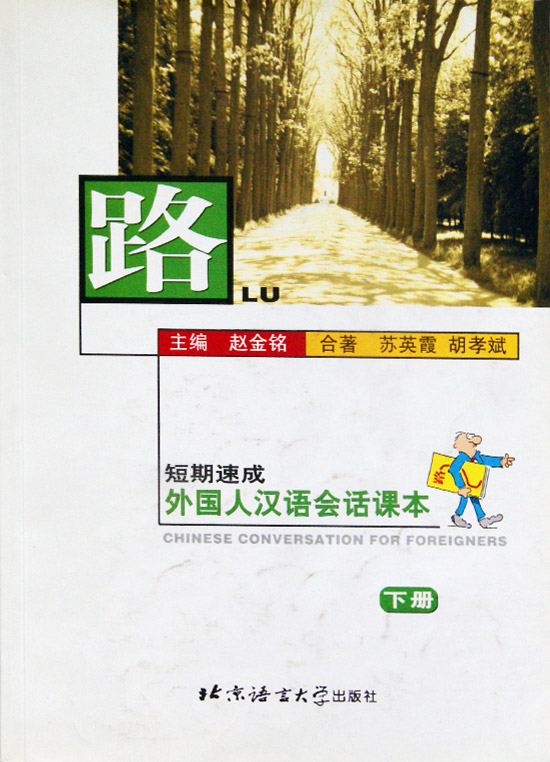 路
LU
主编 赵金铭 合著 苏英霞 胡孝斌
短期速成
外国人汉语会话课本
CHINESE CONVERSATION FOR FOREIGNERS
下册
北京语言大学出版社